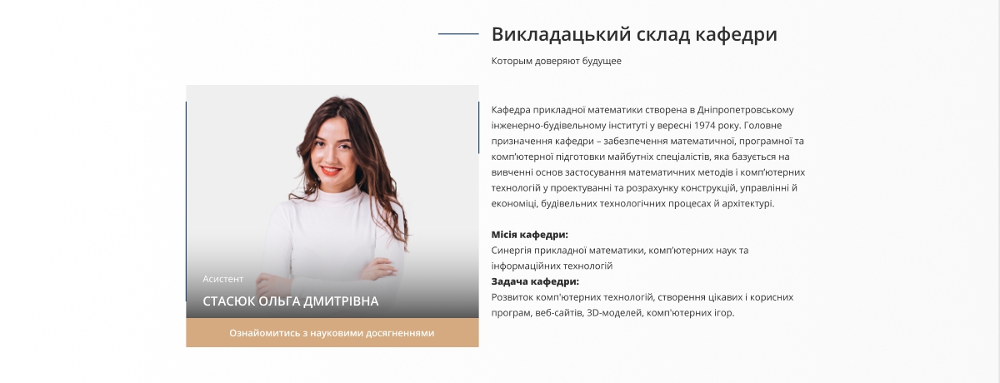 Викладацький склад кафедри
Которым доверяют будущее
Кафедра прикладної математики створена в Дніпропетровському
інженерно-будівельному інституті у вересні 1974 року. Головне
призначення кафедри – забезпечення математичної, програмної та
комп'ютерної підготовки майбутніх спеціалістів, яка базується на
вивченні основ застосування математичних методів і комп'ютерних
технологій у проектуванні та розрахунку конструкцій, управлінні й
економіці, будівельних технологічних процесах й архітектурі.
Місія кафедри:
Синергія прикладної математики, комп'ютерних наук та
інформаційних технологій
Задача кафедри:
Розвиток комп'ютерних технологій, створення цікавих і корисних
програм, веб-сайтів, 3D-моделей, комп'ютерних ігор.
Асистент
СТАСЮК ОЛЬГА ДМИТРІВНА
Ознайомитись з науковими досягненнями